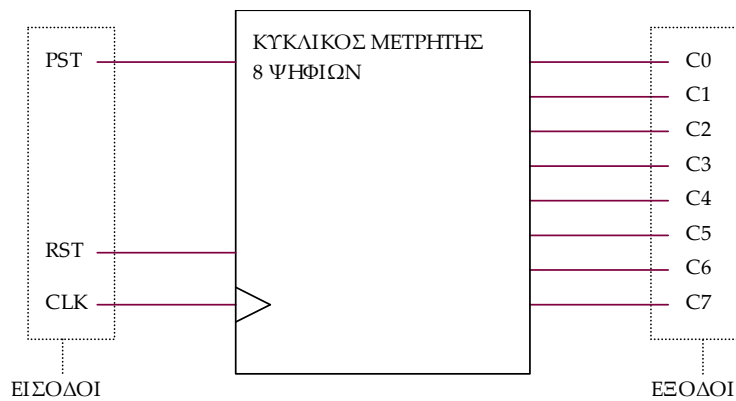 ΚΥΚΛΙΚΟΣ ΜΕΤΡΗΤΗΣ
8 ΨΗΦΙΩΝ
PST
RST
CLK
ΕΙΣΟΔΟΙ
C0
C1
C2
C3
C4
C5
C6
C7
ΕΞΟΔΟΙ